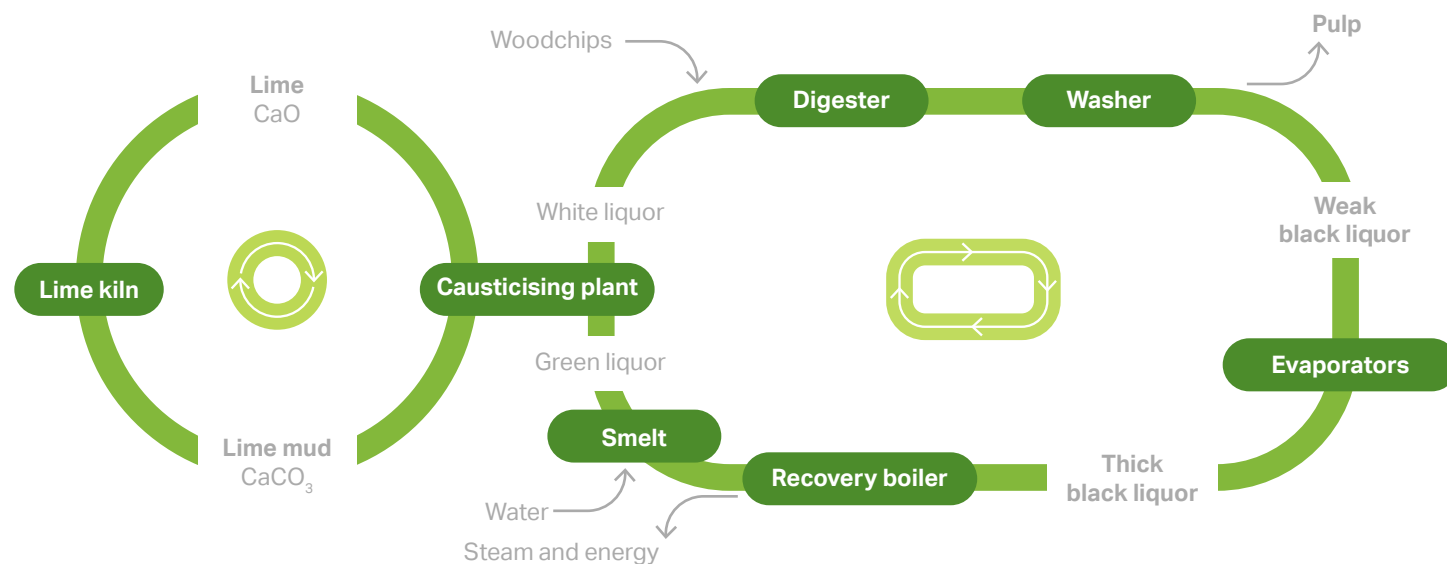 Lime
CaO
Lime kiln
Causticising plant
Lime mud
CaCO₃
Woodchips
Digester
Washer
Pulp
White liquor
Weak
black liquor
Green liquor
Evaporators
Smelt
Recovery boiler
Thick
black liquor
Water
Steam and energy